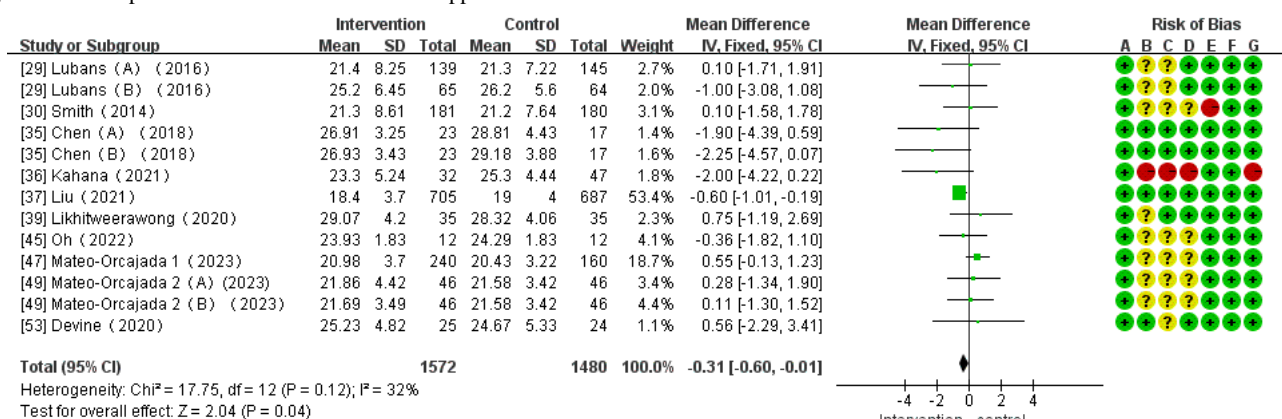 Intervention Control Mean Difference Mean Difference Risk of Bias
Study or Subgroup Mean SD Total Mean SD Total Weight IV, Fixed, 95% CI IV, Fixed, 95% CI A B C D E F G
[29] Lubans (A) (2016) 21.4 8.25 139 21.3 7.22 145 2.7% 0.10 [-1.71, 1.91] + ? ? + + + +
[29] Lubans (B) (2016) 25.2 6.45 65 26.2 5.6 64 2.0% -1.00 [-3.08, 1.08] + ? ? + + + +
[30] Smith (2014) 21.3 8.61 181 21.2 7.64 180 3.1% 0.10 [-1.58, 1.78] + ? ? ? + +
[35] Chen (A) (2018) 26.91 3.25 23 28.81 4.43 17 1.4% -1.90 [-4.39, 0.59] + + + + + + +
[35] Chen (B) (2018) 26.93 3.43 23 29.18 3.88 17 1.6% -2.25 [-4.57, 0.07] + + + + + + +
[36] Kahana (2021) 23.3 5.24 32 25.3 4.44 47 1.8% -2.00 [-4.22, 0.22] + + +
[37] Liu (2021) 18.4 3.7 705 19 4 687 53.4% -0.60 [-1.01, -0.19] + + + + + + +
[39] Likhitweerawong (2020) 29.07 4.2 35 28.32 4.06 35 2.3% 0.75 [-1.19, 2.69] + ? + + + + +
[45] Oh (2022) 23.93 1.83 12 24.29 1.83 12 4.1% -0.36 [-1.82, 1.10] + ? ? ? + + +
[47] Mateo-Orcajada 1 (2023) 20.98 3.7 240 20.43 3.22 160 18.7% 0.55 [-0.13, 1.23] + ? ? ? + + +
[49] Mateo-Orcajada 2 (A) (2023) 21.86 4.42 46 21.58 3.42 46 3.4% 0.28 [-1.34, 1.90] + ? ? ? + + +
[49] Mateo-Orcajada 2 (B) (2023) 21.69 3.49 46 21.58 3.42 46 4.4% 0.11 [-1.30, 1.52] + ? ? ? + + +
[53] Devine (2020) 25.23 4.82 25 24.67 5.33 24 1.1% 0.56 [-2.29, 3.41] + + ? + + + +
Total (95% CI) 1572 1480 100.0% -0.31 [-0.60, -0.01]
Heterogeneity: Chi² = 17.75, df = 12 (P = 0.12); I² = 32%
Test for overall effect: Z = 2.04 (P = 0.04)
-4 -2 0 2 4